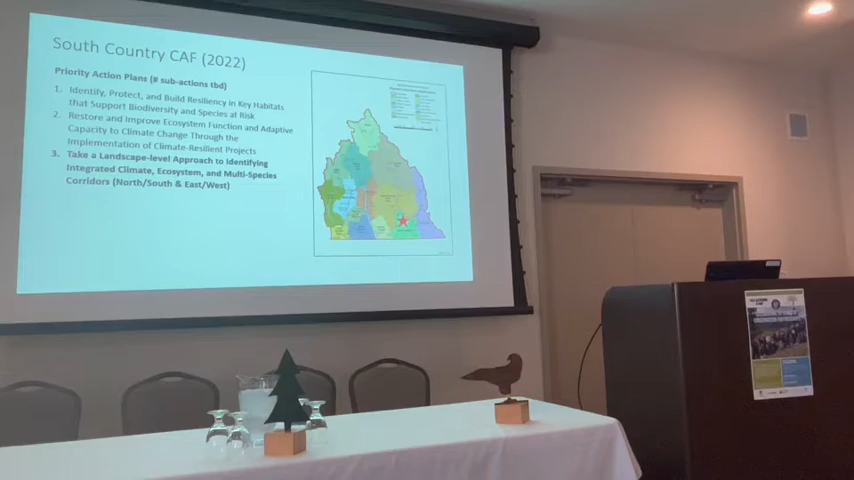 South Country CAF (2022)
Priority Action Plans (# sub-actions tbd)
1. Identify, Protect, and Build Resiliency in Key Habitats
that Support Biodiversity and Species at Risk
2. Restore and Improve Ecosystem Function and Adaptive
Capacity to Climate Change Through the
Implementation of Climate-Resilient Projects
3. Take a Landscape-level Approach to Identifying
Integrated Climate, Ecosystem, and Multi-Species
Corridors (North/South & East/West)